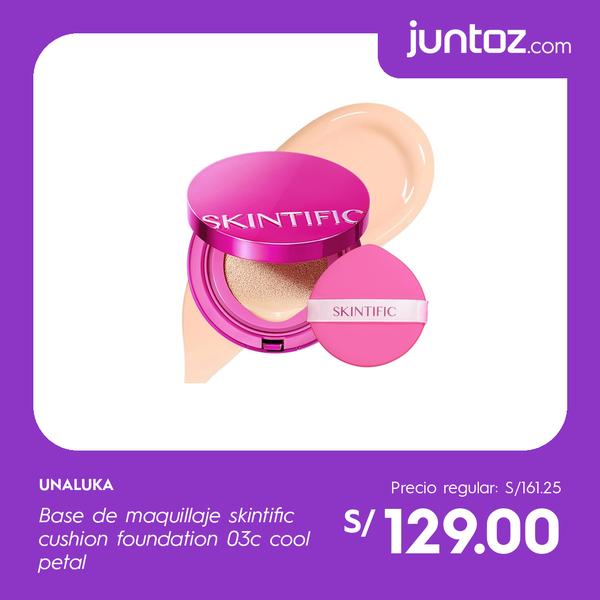 juntoz.com
SKINTIFIC
SKINTIFIC
UNALUKA
Base de maquillaje skintific
cushion foundation 03c cool
petal
Precio regular: S/161.25
S/ 129.00